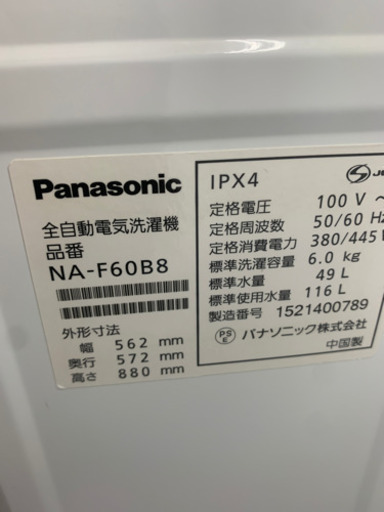 Panasonic
全自動電気洗濯機
品番
NA-F60B8
外形寸法
幅 562 mm
奥行 572 mm
高さ 880 mm
IPX4
定格電圧 100 V ~
定格周波数 50/60 Hz
定格消費電力 380/445 W
標準洗濯容量 6.0 kg
標準水量 49 L
標準使用水量 116 L
製造番号 1521400789
PS
E
パナソニック株式会社
中国製